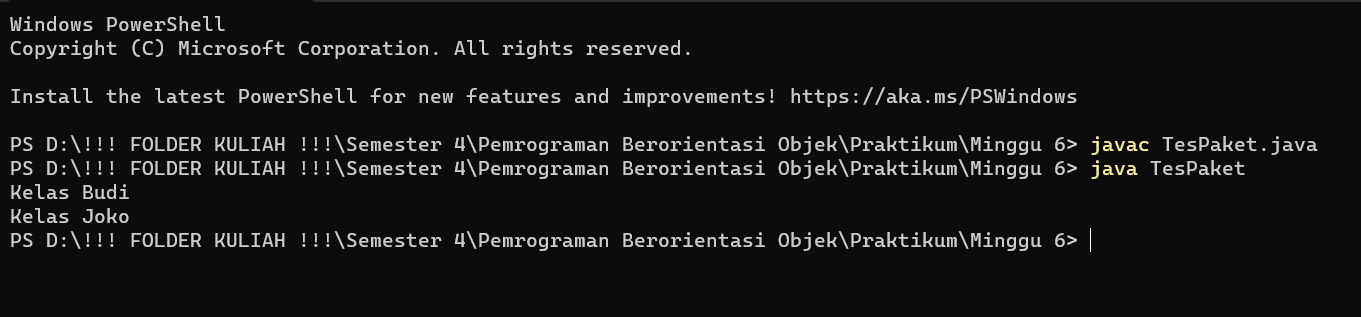 Windows PowerShell
Copyright (C) Microsoft Corporation. All rights reserved.
Install the latest PowerShell for new features and improvements! https://aka.ms/PSWindows
PS D:\!!! FOLDER KULIAH !!!\Semester 4\Pemrograman Berorientasi Objek\Praktikum\Minggu 6> javac TesPaket.java
PS D:\!!! FOLDER KULIAH !!!\Semester 4\Pemrograman Berorientasi Objek\Praktikum\Minggu 6> java TesPaket
Kelas Budi
Kelas Joko
PS D:\!!! FOLDER KULIAH !!!\Semester 4\Pemrograman Berorientasi Objek\Praktikum\Minggu 6>